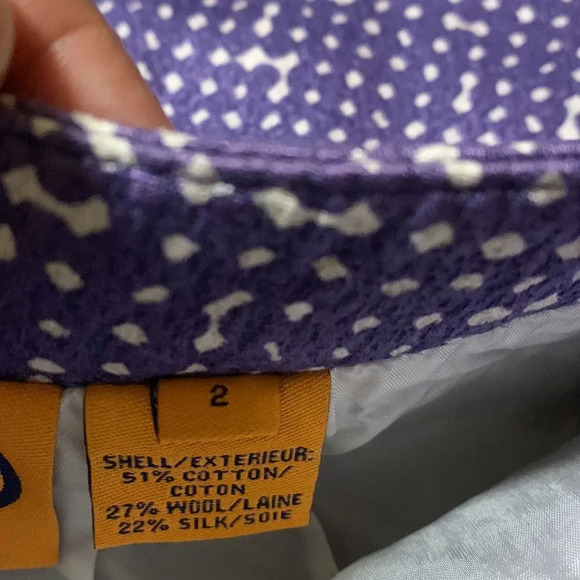 2
SHELL/EXTERIEUR:
51% COTTON/
COTON
27% WOOL/LAINE
22% SILK/SOIE